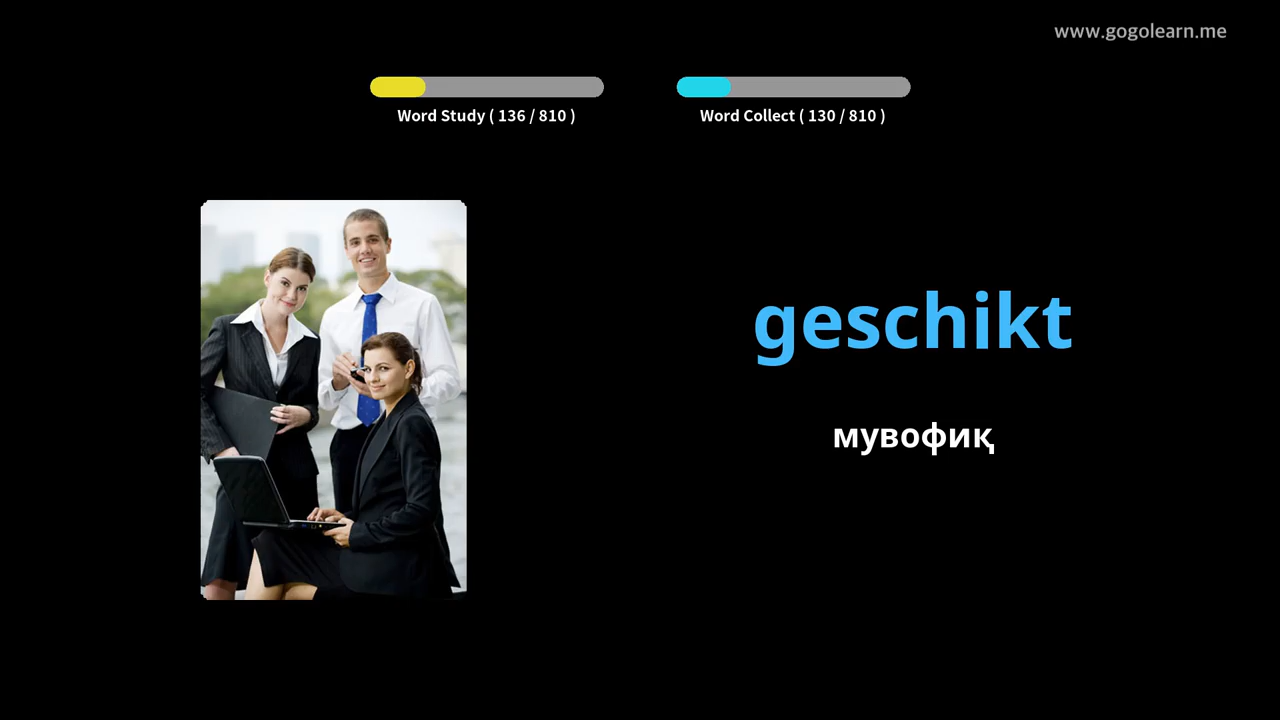 www.gogolearn.me
Word Study ( 136 / 810 )
Word Collect ( 130 / 810 )
geschikt
мувофиқ